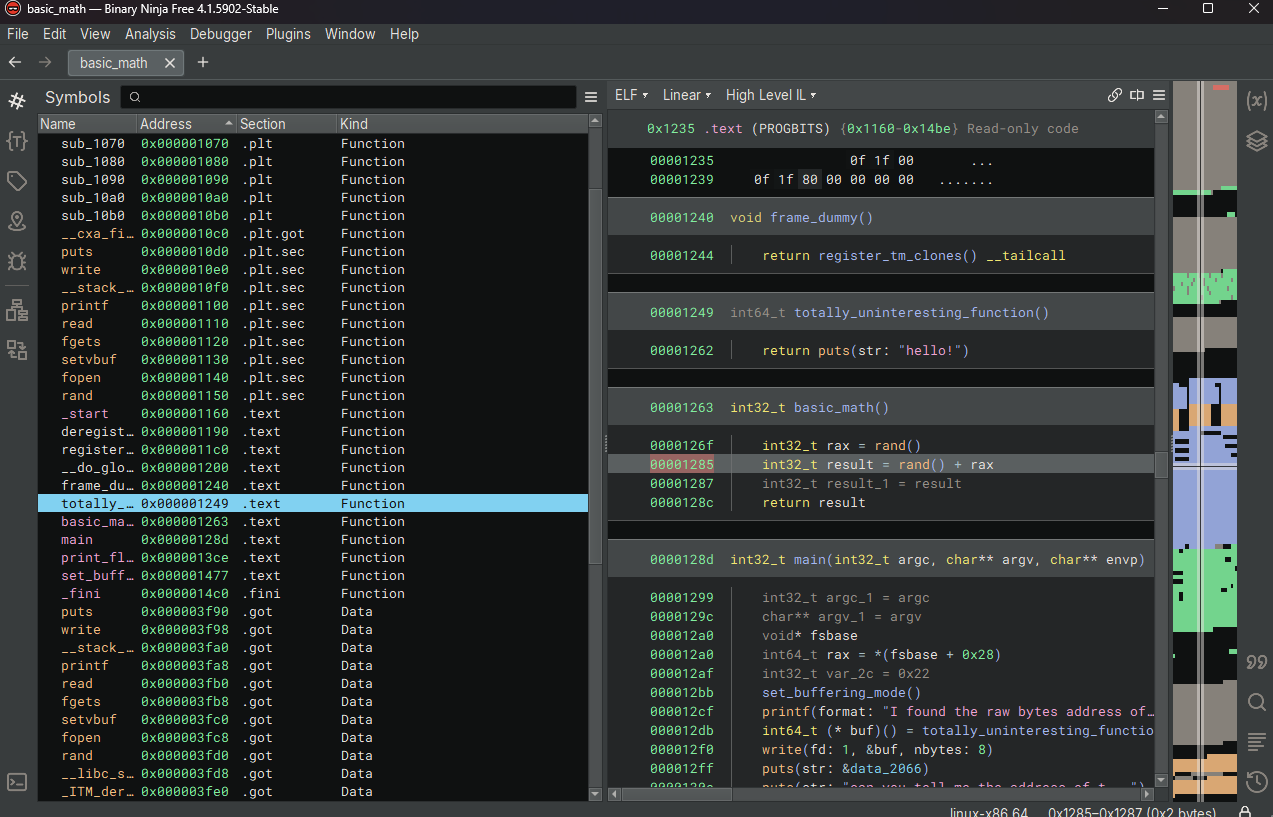 basic_math — Binary Ninja Free 4.1.5902-Stable
File Edit View Analysis Debugger Plugins Window Help
basic_math
Symbols
Name Address Section Kind
sub_1070 0x000001070 .plt Function
sub_1080 0x000001080 .plt Function
sub_1090 0x000001090 .plt Function
sub_10a0 0x0000010a0 .plt Function
sub_10b0 0x0000010b0 .plt Function
__cxa_fi… 0x0000010c0 .plt.got Function
puts 0x0000010d0 .plt.sec Function
write 0x0000010e0 .plt.sec Function
__stack_… 0x0000010f0 .plt.sec Function
printf 0x000001100 .plt.sec Function
read 0x000001110 .plt.sec Function
fgets 0x000001120 .plt.sec Function
setvbuf 0x000001130 .plt.sec Function
fopen 0x000001140 .plt.sec Function
rand 0x000001150 .plt.sec Function
_start 0x000001160 .text Function
deregist… 0x000001190 .text Function
register… 0x0000011c0 .text Function
__do_glo… 0x000001200 .text Function
frame_du… 0x000001240 .text Function
totally_… 0x000001249 .text Function
basic_ma… 0x000001263 .text Function
main 0x00000128d .text Function
print_fl… 0x0000013ce .text Function
set_buff… 0x000001477 .text Function
_fini 0x0000014c0 .fini Function
puts 0x000003f90 .got Data
write 0x000003f98 .got Data
__stack_… 0x000003fa0 .got Data
printf 0x000003fa8 .got Data
read 0x000003fb0 .got Data
fgets 0x000003fb8 .got Data
setvbuf 0x000003fc0 .got Data
fopen 0x000003fc8 .got Data
rand 0x000003fd0 .got Data
__libc_s… 0x000003fd8 .got Data
_ITM_der… 0x000003fe0 .got Data
ELF Linear High Level IL
0x1235 .text (PROGBITS) {0x1160-0x14be} Read-only code
00001235 0f 1f 00 ...
00001239 0f 1f 80 00 00 00 00 .......
00001240 void frame_dummy()
00001244 return register_tm_clones() __tailcall
00001249 int64_t totally_uninteresting_function()
00001262 return puts(str: "hello!")
00001263 int32_t basic_math()
0000126f int32_t rax = rand()
00001285 int32_t result = rand() + rax
00001287 int32_t result_1 = result
0000128c return result
0000128d int32_t main(int32_t argc, char** argv, char** envp)
00001299 int32_t argc_1 = argc
0000129c char** argv_1 = argv
000012a0 void* fsbase
000012a0 int64_t rax = *(fsbase + 0x28)
000012af int32_t var_2c = 0x22
000012bb set_buffering_mode()
000012cf printf(format: "I found the raw bytes address of…
000012db int64_t (* buf)() = totally_uninteresting_functio
000012f0 write(fd: 1, &buf, nbytes: 8)
000012ff puts(str: &data_2066)
puts(str: "can you tell me the address of t
linux-x86_64 0x1285–0x1287 (0x2 bytes)